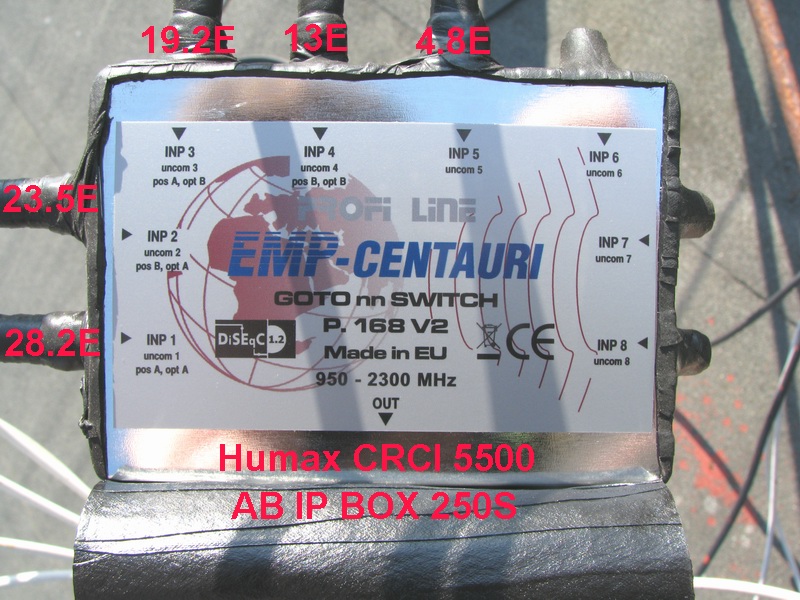 19.2E 13E 4.8E
INP 3
uncom 3
pos A, opt B
INP 4
uncom 4
pos B, opt B
INP 5
uncom 5
INP 6
uncom 6
23.5E
INP 2
uncom 2
pos B, opt A
PROFI LINE
EMP-CENTAURI
GOTO nn SWITCH
P. 168 V2
Made in EU
950 - 2300 MHz
OUT
INP 7
uncom 7
28.2E
INP 1
uncom 1
pos A, opt A
DiSEqC 1.2
CE
INP 8
uncom 8
Humax CRCI 5500
AB IP BOX 250S